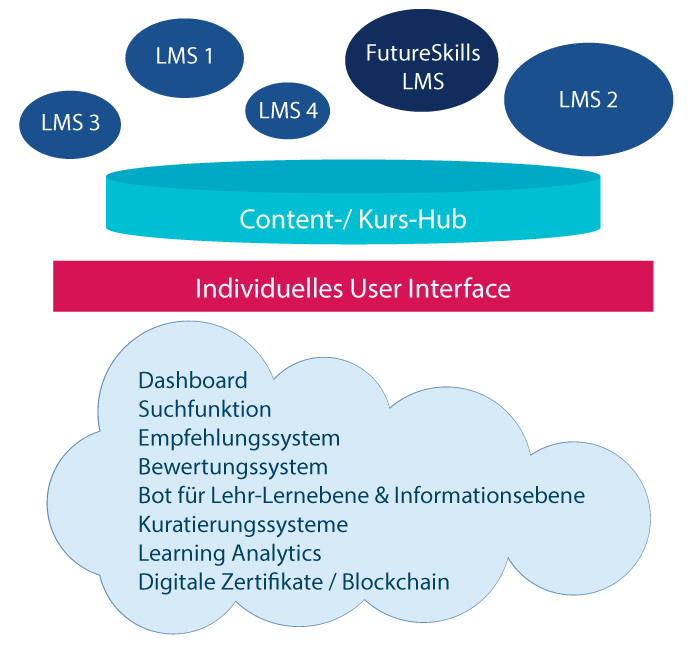 LMS 1
FutureSkills
LMS
LMS 2
LMS 3
LMS 4
Content-/ Kurs-Hub
Individuelles User Interface
Dashboard
Suchfunktion
Empfehlungssystem
Bewertungssystem
Bot für Lehr-Lernebene & Informationsebene
Kuratierungssysteme
Learning Analytics
Digitale Zertifikate / Blockchain